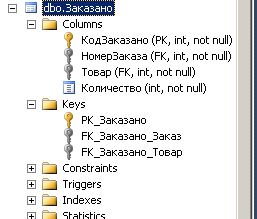 dbo.Заказано
Columns
КодЗаказано (PK, int, not null)
НомерЗаказа (FK, int, not null)
Товар (FK, int, not null)
Количество (int, not null)
Keys
PK_Заказано
FK_Заказано_Заказ
FK_Заказано_Товар
Constraints
Triggers
Indexes
Statistics